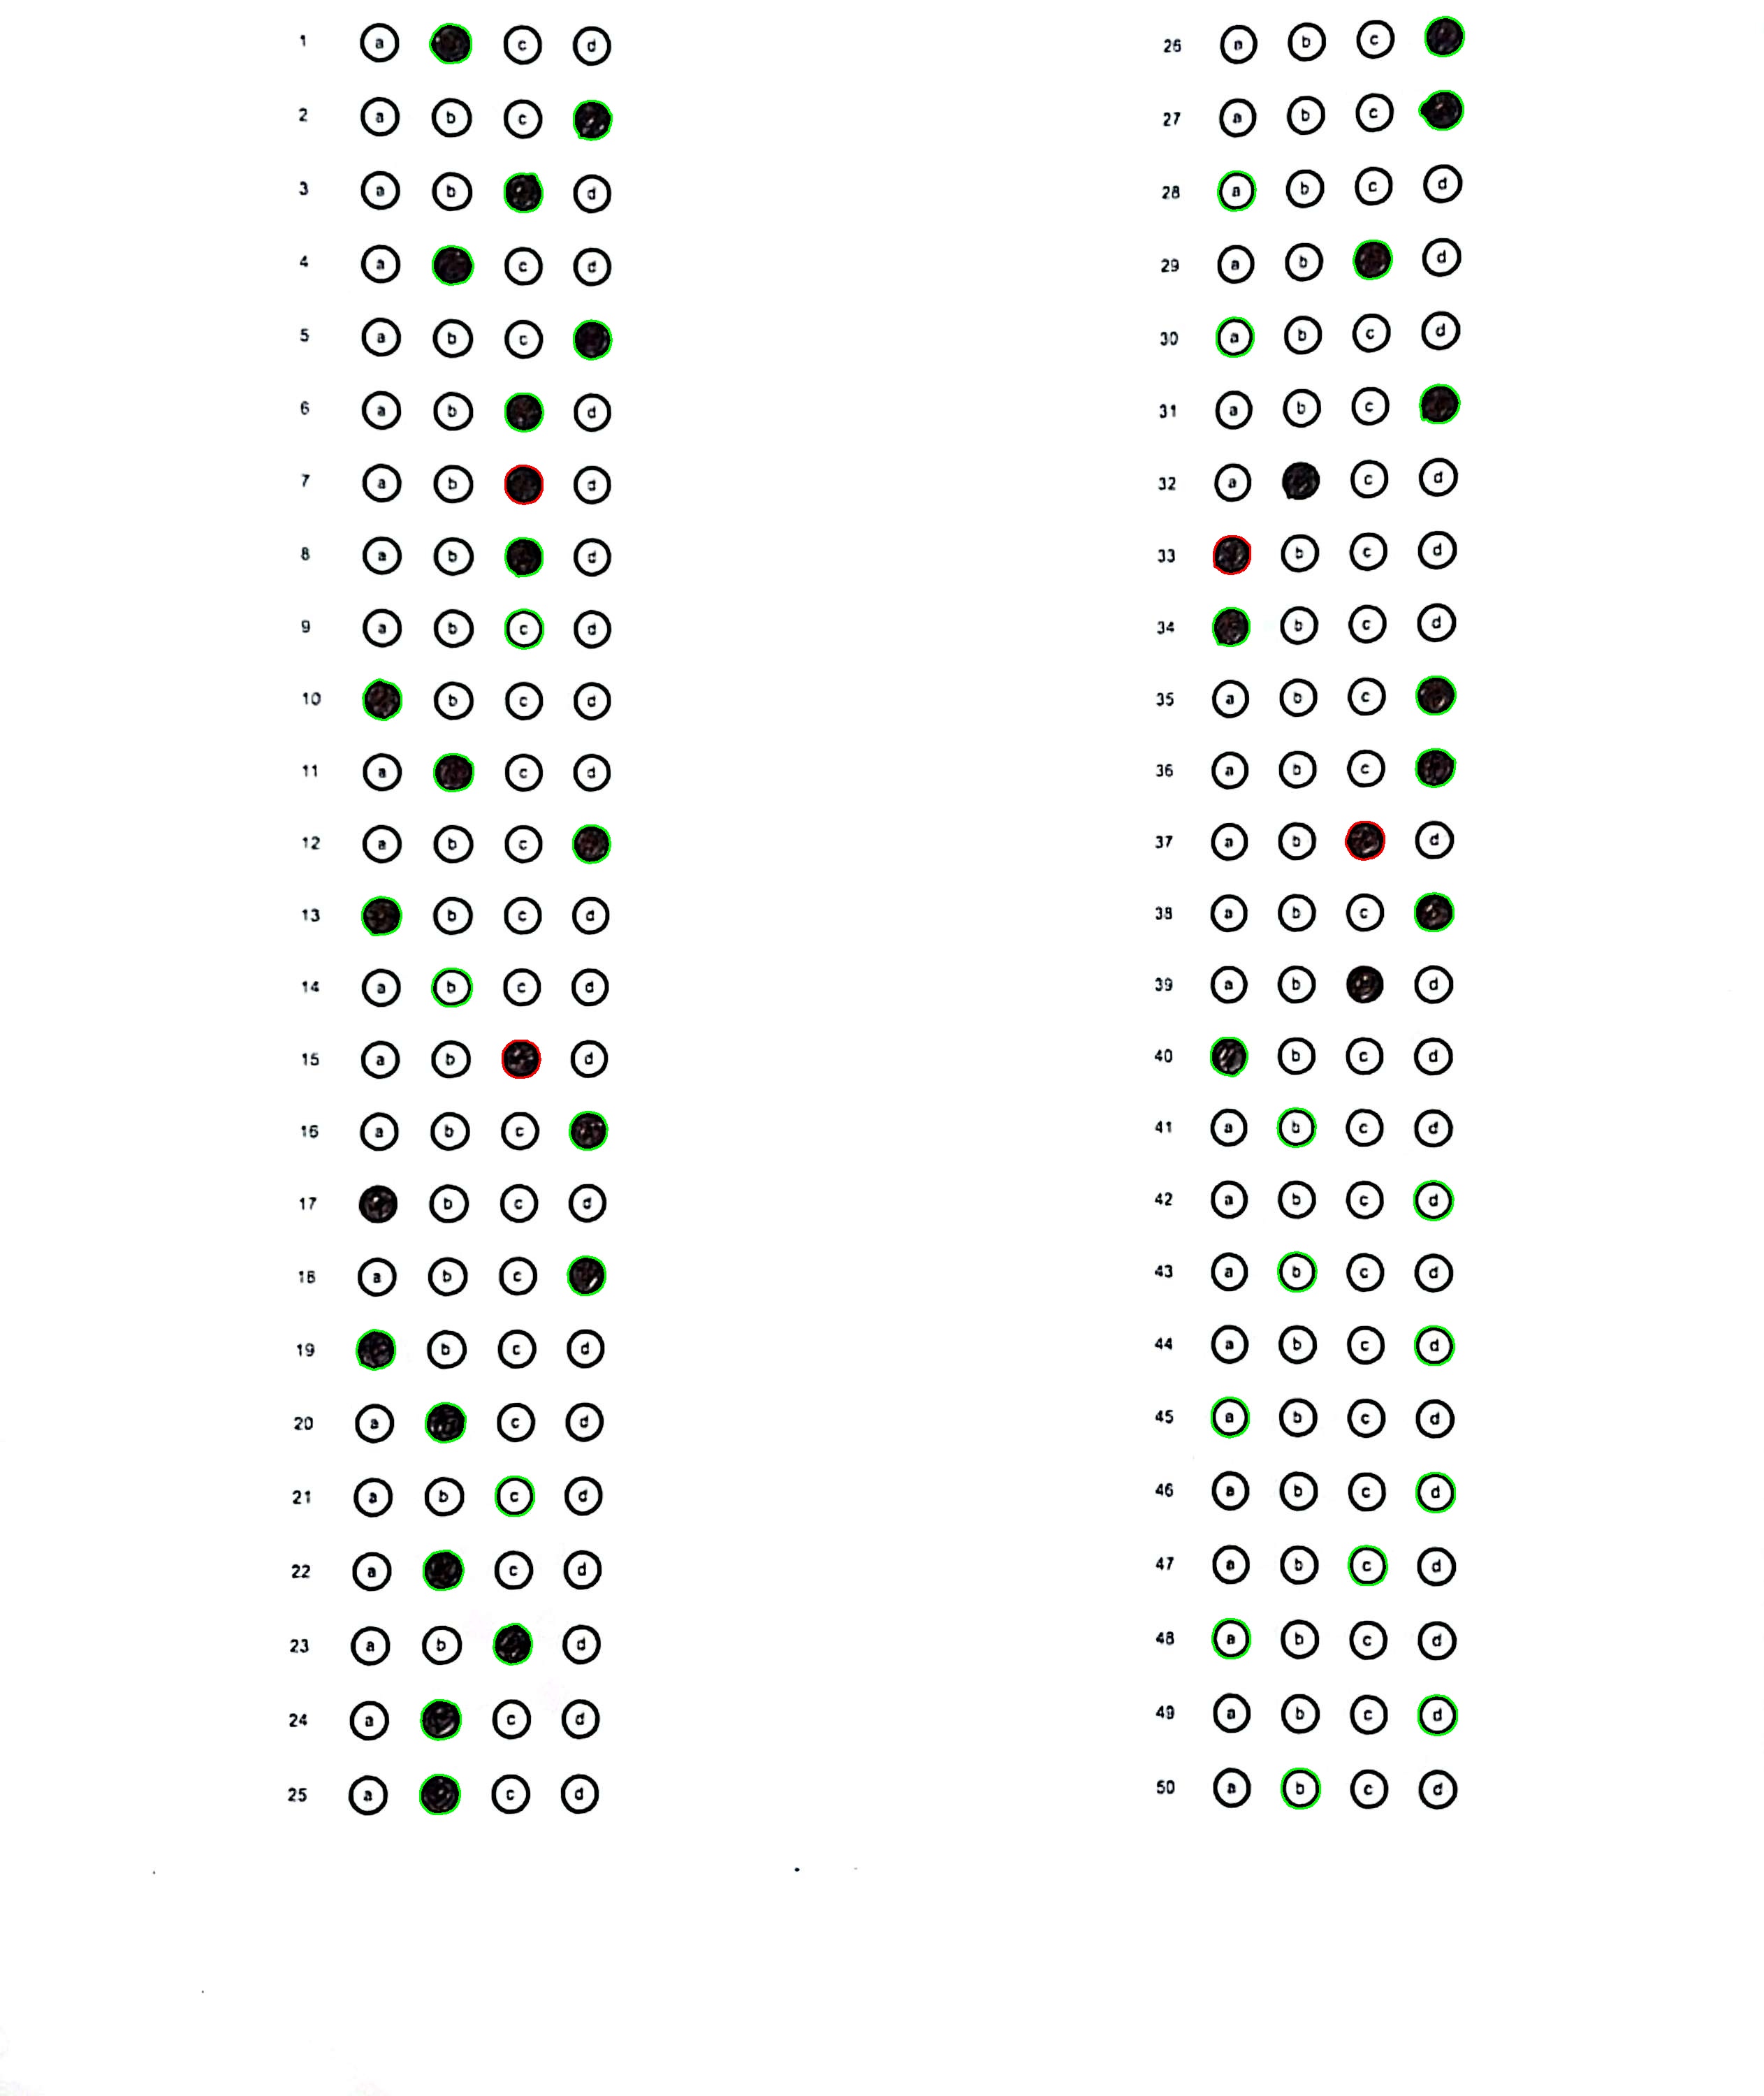 1 a c d
2 a b c
3 a b d
4 a c d
5 a b c
6 a b d
7 a b d
8 a b d
9 a b c d
10 b c d
11 a c d
12 a b c
13 b c d
14 a b c d
15 a b d
16 a b c
17 b c d
18 a b c
19 b c d
20 a c d
21 a b c d
22 a c d
23 a b d
24 a c d
25 a c d
26 a b c
27 a b c
28 a b c d
29 a b d
30 a b c d
31 a b c
32 a c d
33 b c d
34 b c d
35 a b c
36 a b c
37 a b d
38 a b c
39 a b d
40 b c d
41 a b c d
42 a b c d
43 a b c d
44 a b c d
45 a b c d
46 a b c d
47 a b c d
48 a b c d
49 a b c d
50 a b c d